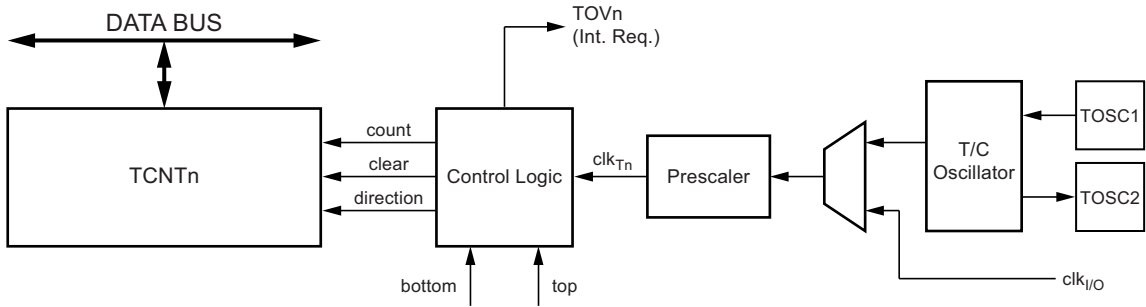 DATA BUS
TOVn
(Int. Req.)
TCNTn
count
clear
direction
Control Logic
clkTn
Prescaler
T/C
Oscillator
TOSC1
TOSC2
bottom
top
clkI/O